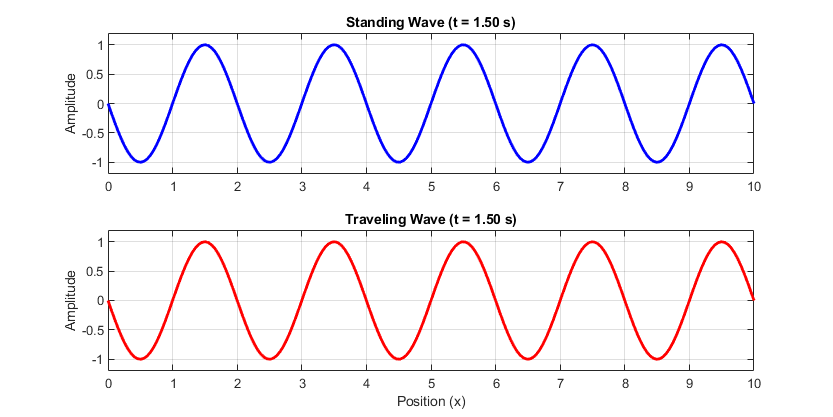 Standing Wave (t = 1.50 s)
Amplitude
1
0.5
0
-0.5
-1
0 1 2 3 4 5 6 7 8 9 10
Traveling Wave (t = 1.50 s)
Amplitude
1
0.5
0
-0.5
-1
0 1 2 3 4 5 6 7 8 9 10
Position (x)